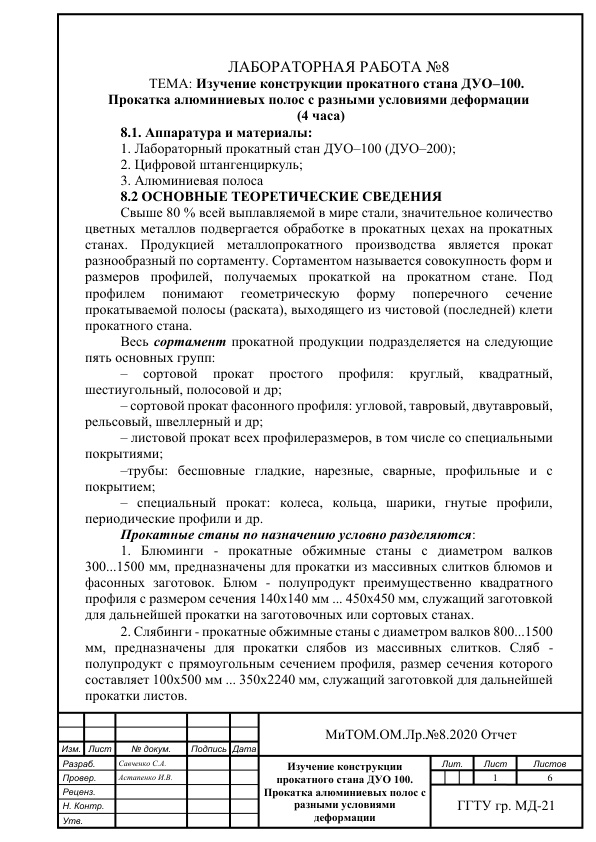 ЛАБОРАТОРНАЯ РАБОТА №8
ТЕМА: Изучение конструкции прокатного стана ДУО–100.
Прокатка алюминиевых полос с разными условиями деформации
(4 часа)
8.1. Аппаратура и материалы:
1. Лабораторный прокатный стан ДУО–100 (ДУО–200);
2. Цифровой штангенциркуль;
3. Алюминиевая полоса
8.2 ОСНОВНЫЕ ТЕОРЕТИЧЕСКИЕ СВЕДЕНИЯ
Свыше 80 % всей выплавляемой в мире стали, значительное количество
цветных металлов подвергается обработке в прокатных цехах на прокатных
станах. Продукцией металлопрокатного производства является прокат
разнообразный по сортаменту. Сортаментом называется совокупность форм и
размеров профилей, получаемых прокаткой на прокатном стане. Под
профилем понимают геометрическую форму поперечного сечение
прокатываемой полосы (раската), выходящего из чистовой (последней) клети
прокатного стана.
Весь сортамент прокатной продукции подразделяется на следующие
пять основных групп:
– сортовой прокат простого профиля: круглый, квадратный,
шестиугольный, полосовой и др;
– сортовой прокат фасонного профиля: угловой, тавровый, двутавровый,
рельсовый, швеллерный и др;
– листовой прокат всех профилеразмеров, в том числе со специальными
покрытиями;
–трубы: бесшовные гладкие, нарезные, сварные, профильные и с
покрытием;
– специальный прокат: колеса, кольца, шарики, гнутые профили,
периодические профили и др.
Прокатные станы по назначению условно разделяются:
1. Блюминги - прокатные обжимные станы с диаметром валков
300...1500 мм, предназначены для прокатки из массивных слитков блюмов и
фасонных заготовок. Блюм - полупродукт преимущественно квадратного
профиля с размером сечения 140х140 мм ... 450х450 мм, служащий заготовкой
для дальнейшей прокатки на заготовочных или сортовых станах.
2. Слябинги - прокатные обжимные станы с диаметром валков 800...1500
мм, предназначены для прокатки слябов из массивных слитков. Сляб -
полупродукт с прямоугольным сечением профиля, размер сечения которого
составляет 100х500 мм ... 350х2240 мм, служащий заготовкой для дальнейшей
прокатки листов.
МиТОМ.ОМ.Лр.№8.2020 Отчет
Изм. Лист № докум. Подпись Дата
Разраб. Савченко С.А.
Провер. Астапенко И.В.
Реценз.
Н. Контр.
Утв.
Изучение конструкции
прокатного стана ДУО 100.
Прокатка алюминиевых полос с
разными условиями
деформации
Лит. Лист Листов
1 6
ГГТУ гр. МД-21